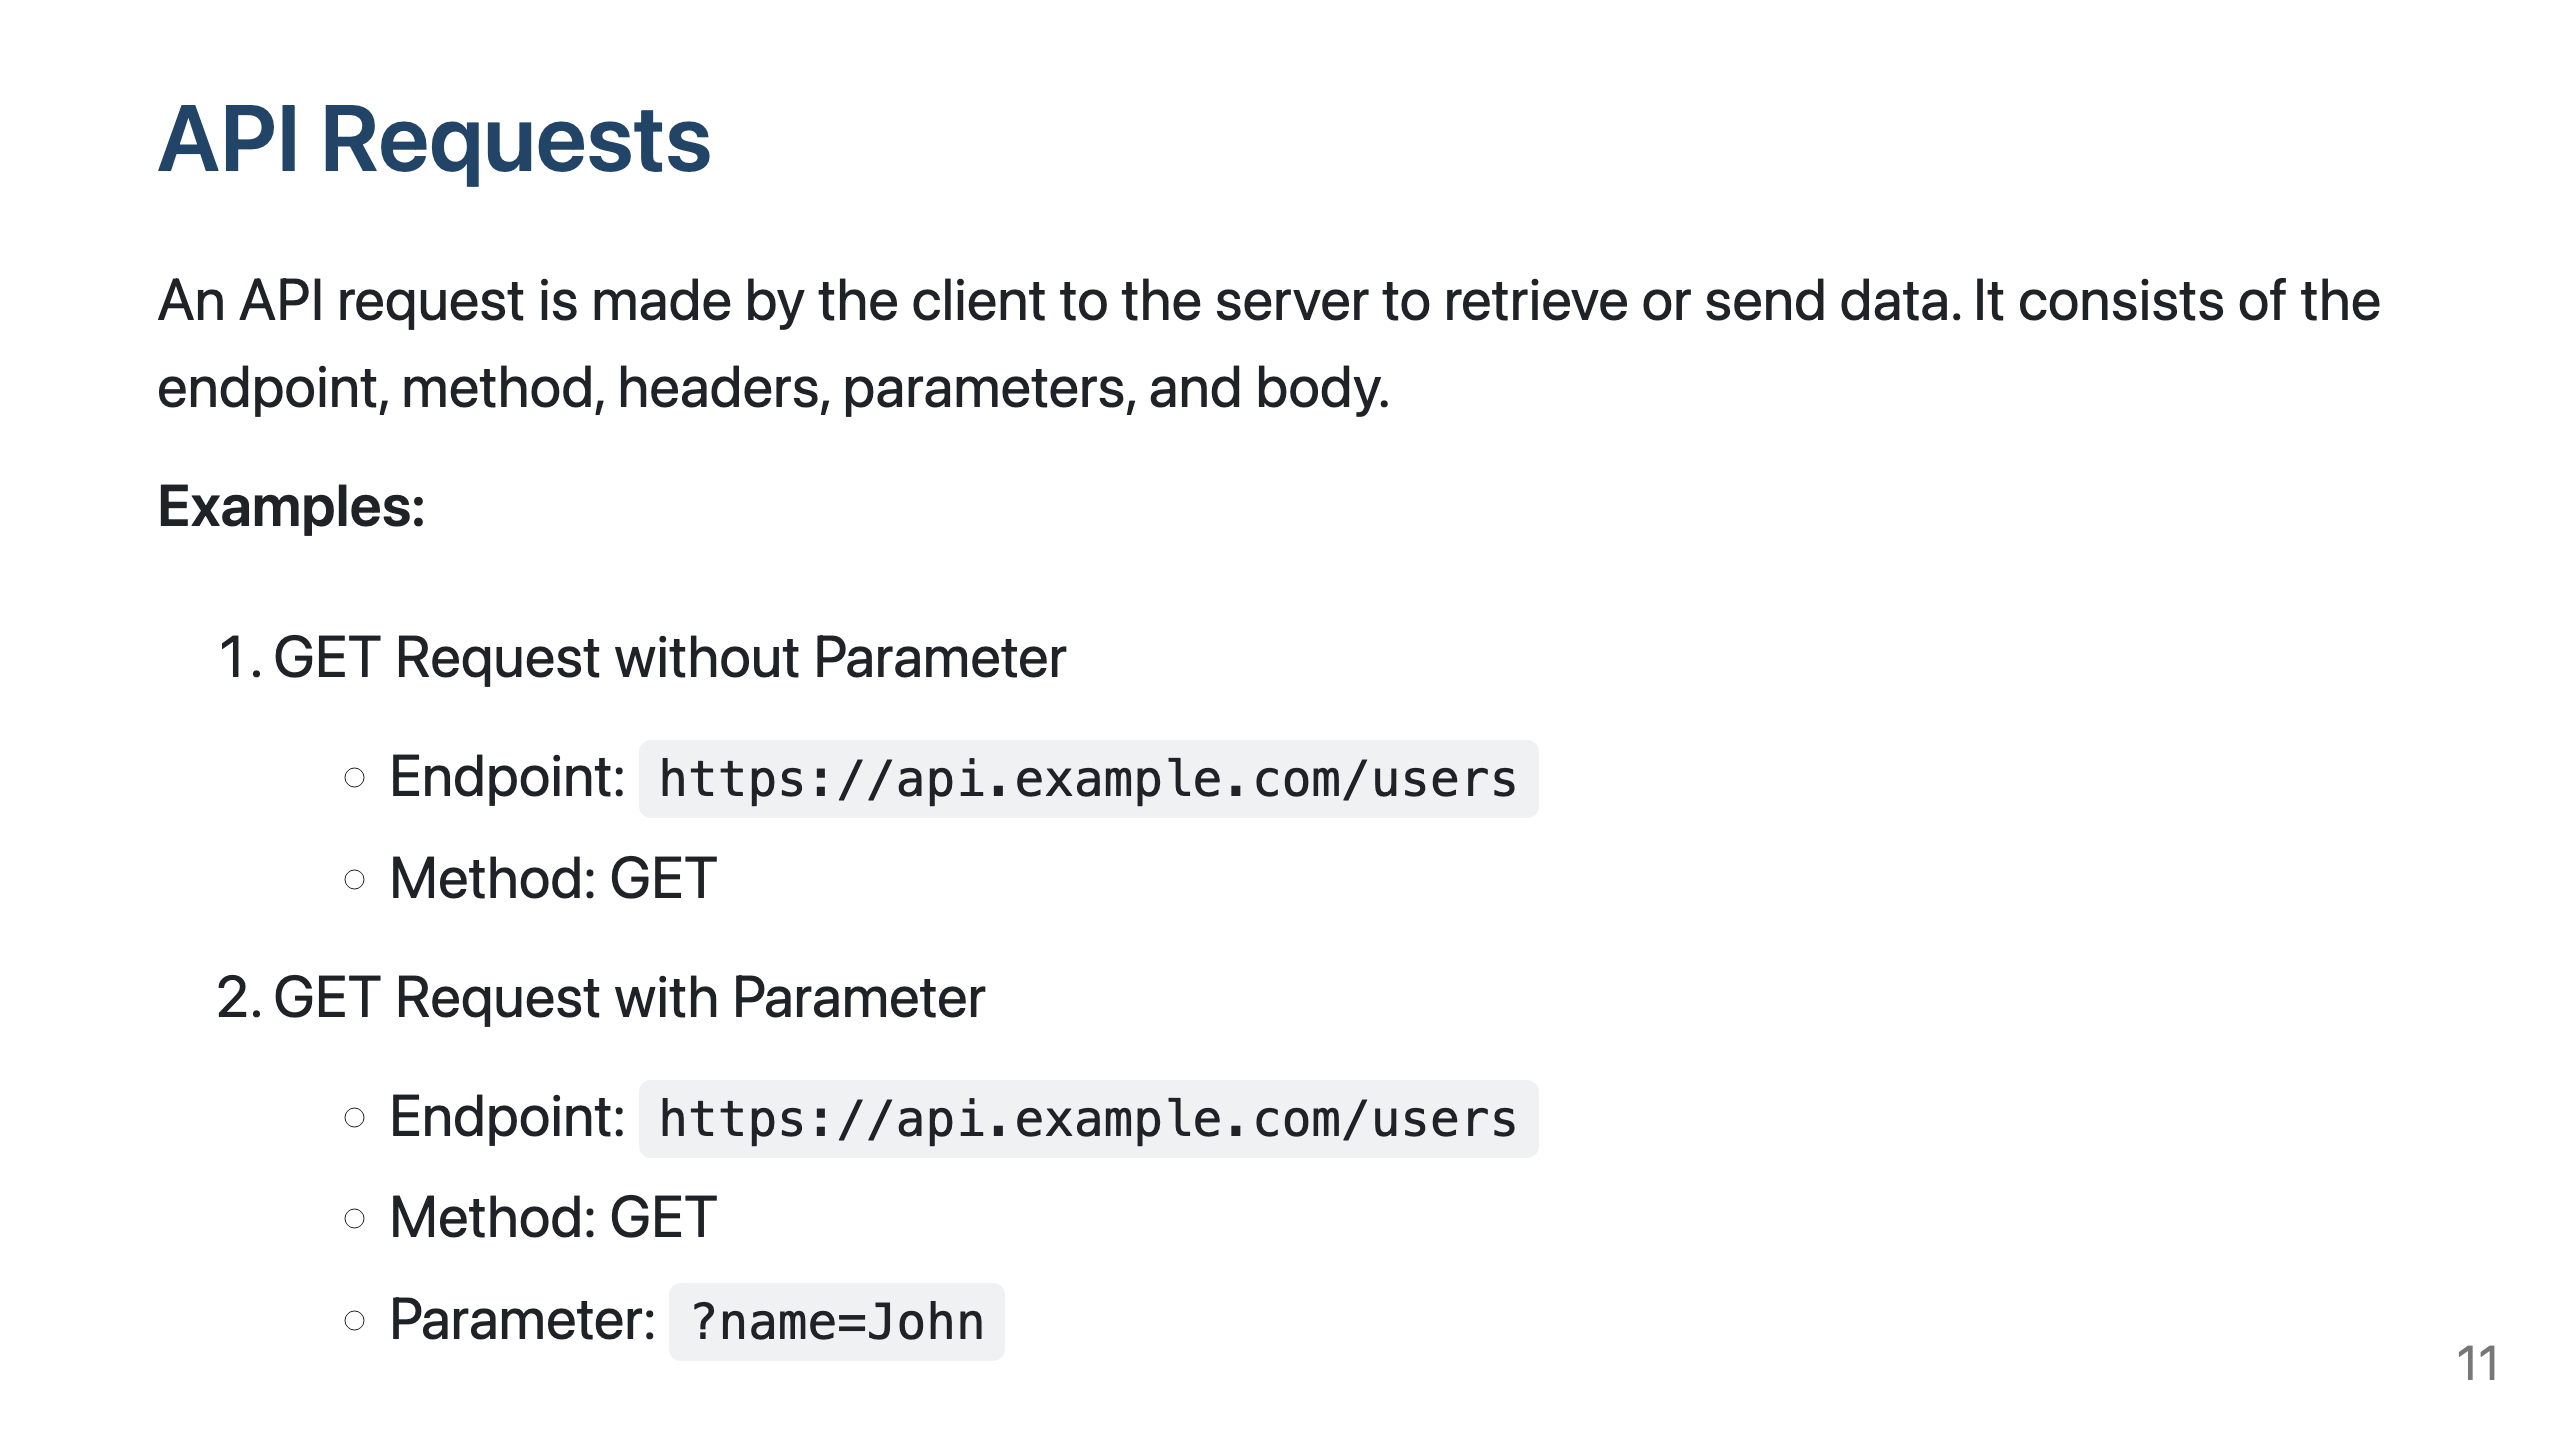 API Requests
An API request is made by the client to the server to retrieve or send data. It consists of the
endpoint, method, headers, parameters, and body.
Examples:
1. GET Request without Parameter
○ Endpoint: https://api.example.com/users
○ Method: GET
2. GET Request with Parameter
○ Endpoint: https://api.example.com/users
○ Method: GET
○ Parameter: ?name=John
11